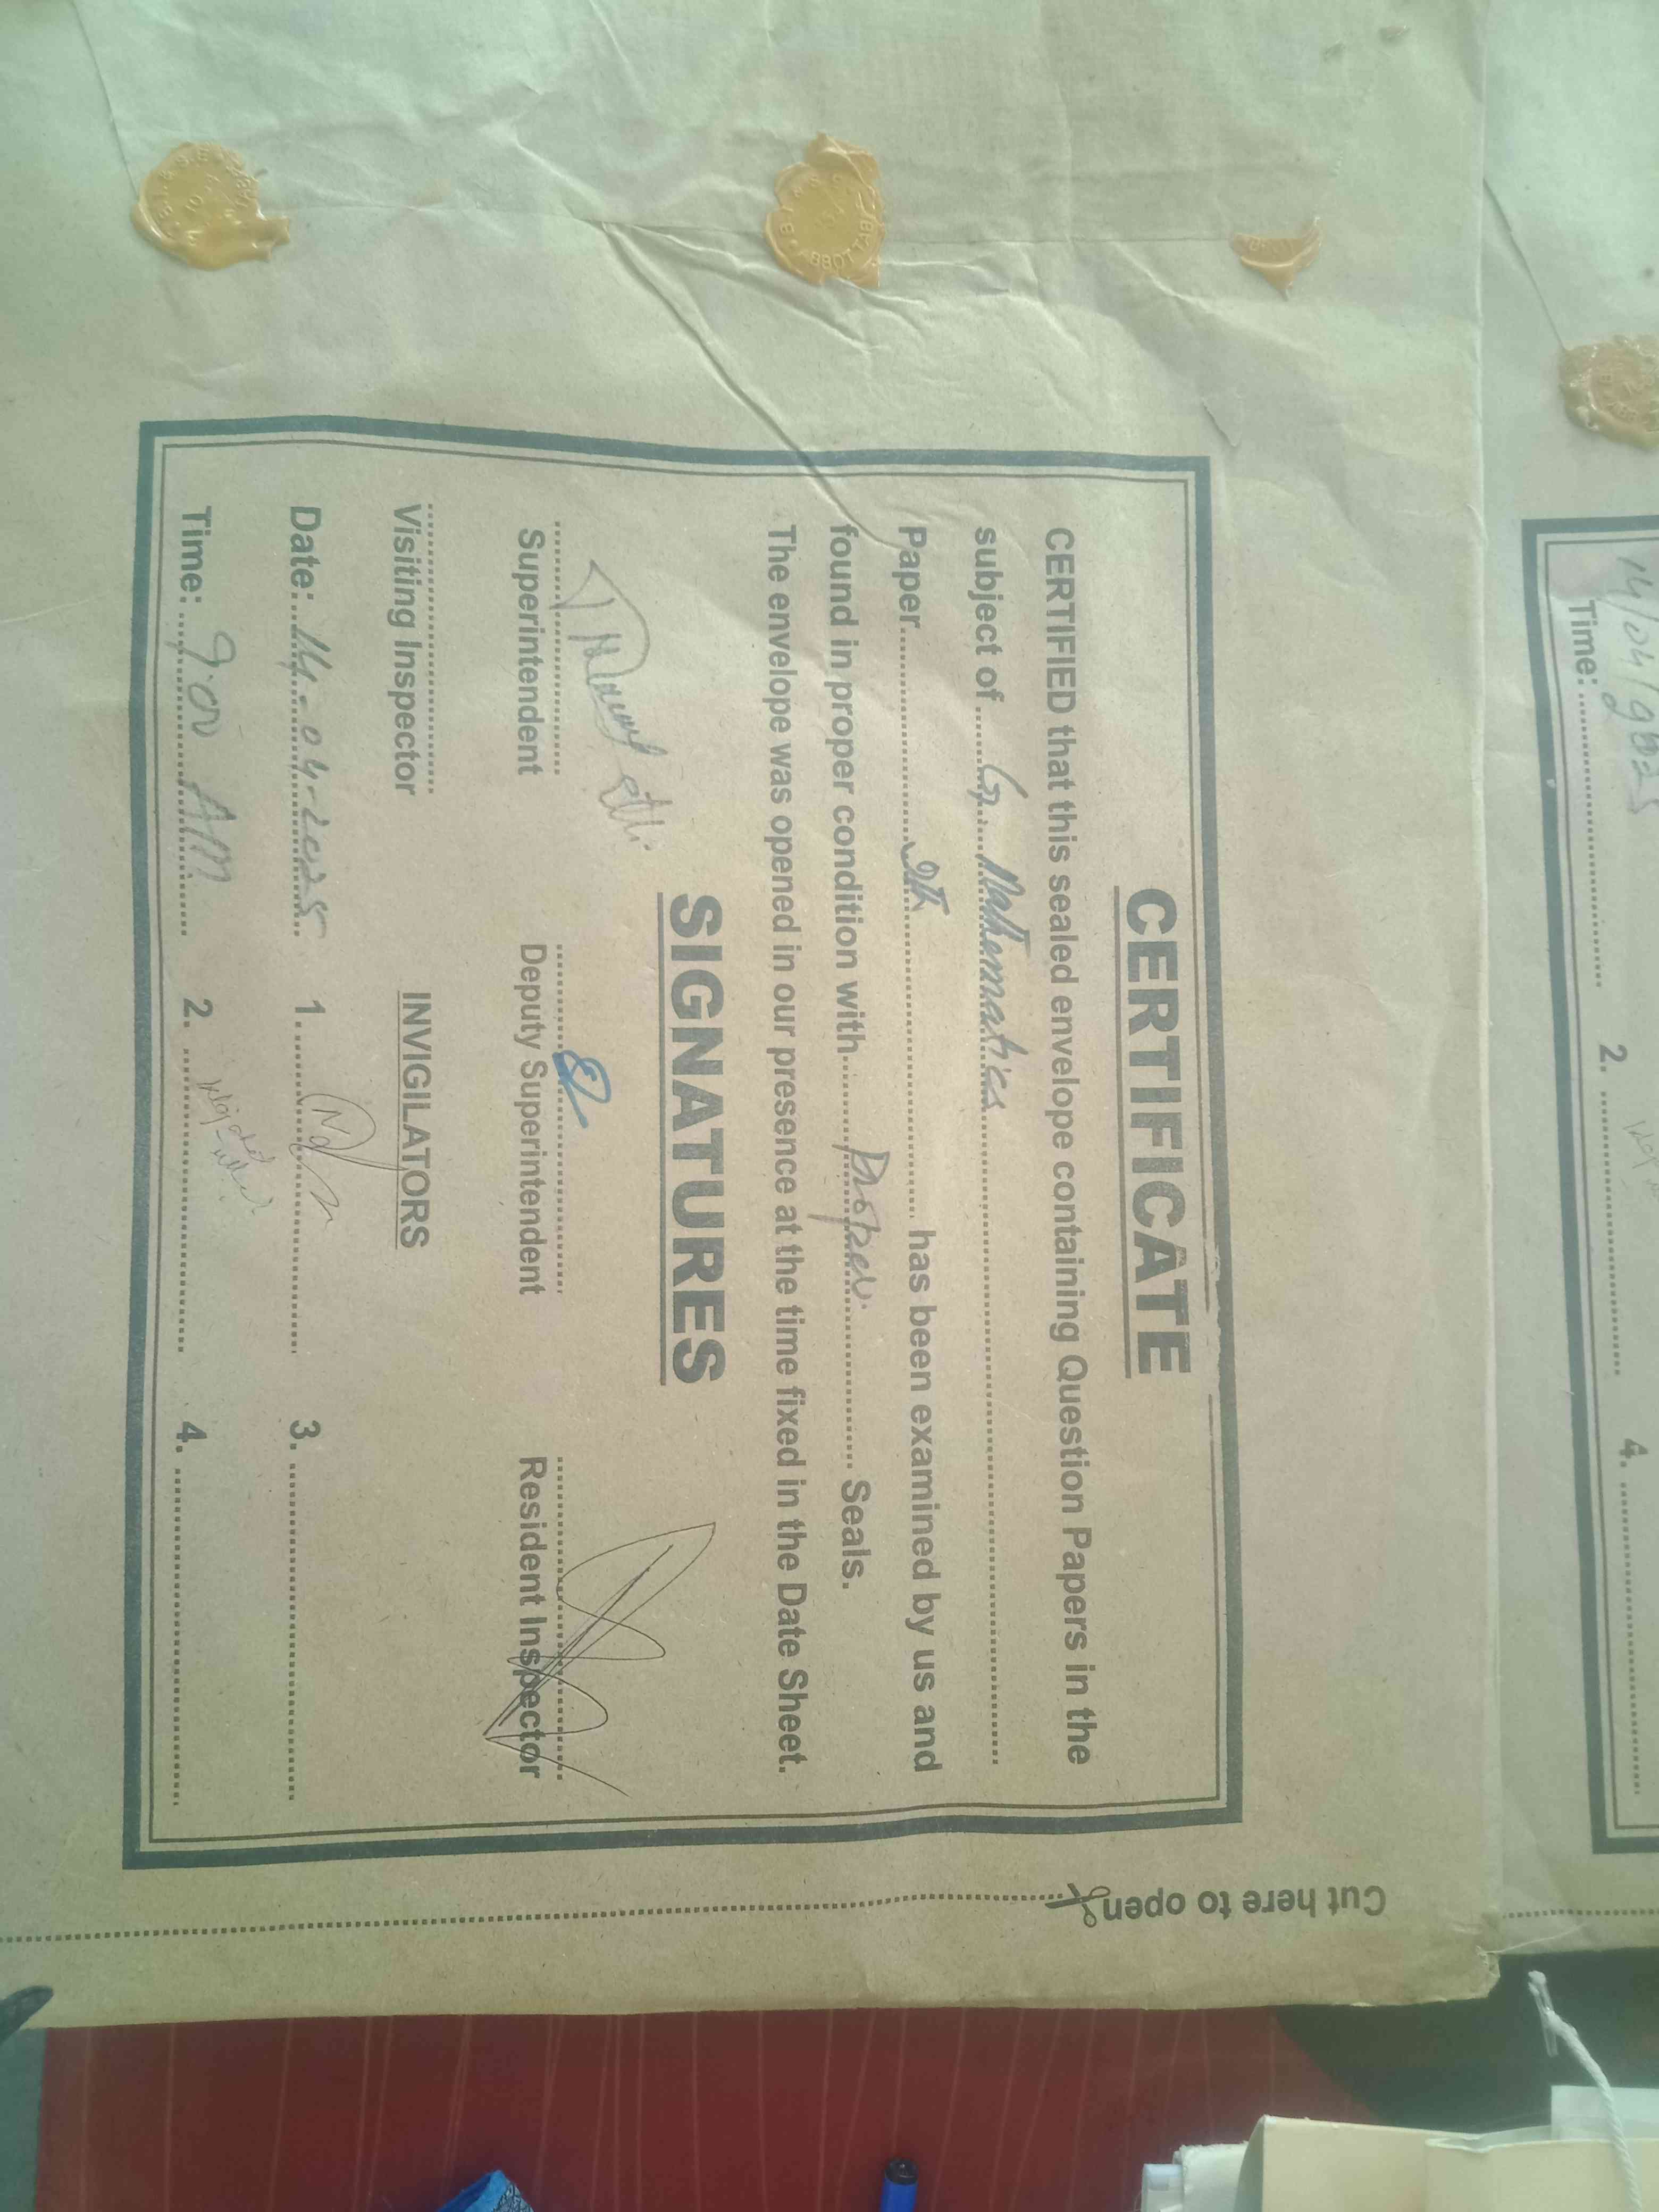 CERTIFICATE
CERTIFIED that this sealed envelope containing Question Papers in the
subject of ..... G. Mathematics
Paper ..... 9th ..... has been examined by us and
found in proper condition with ..... Proper ..... Seals.
The envelope was opened in our presence at the time fixed in the Date Sheet.
SIGNATURES
Superintendent Deputy Superintendent Resident Inspector
Visiting Inspector INVIGILATORS
Date: 14-04-2025 1. 3.
Time: 9:00 AM 2. 4.
Cut here to open
14/04/2025
Time: 2. 4.